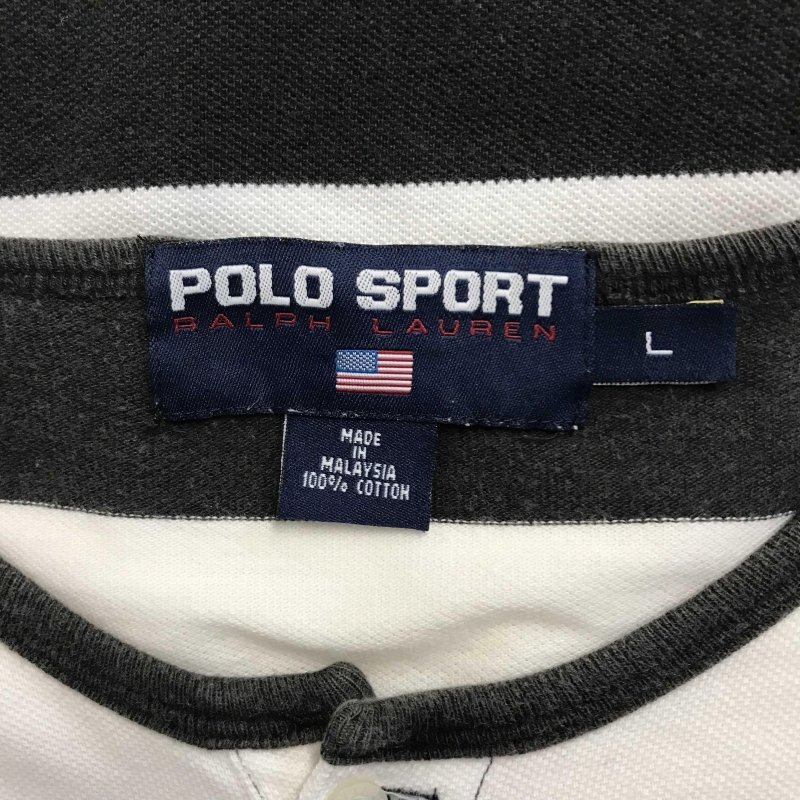 POLO SPORT
RALPH LAUREN
L
MADE
IN
MALAYSIA
100% COTTON